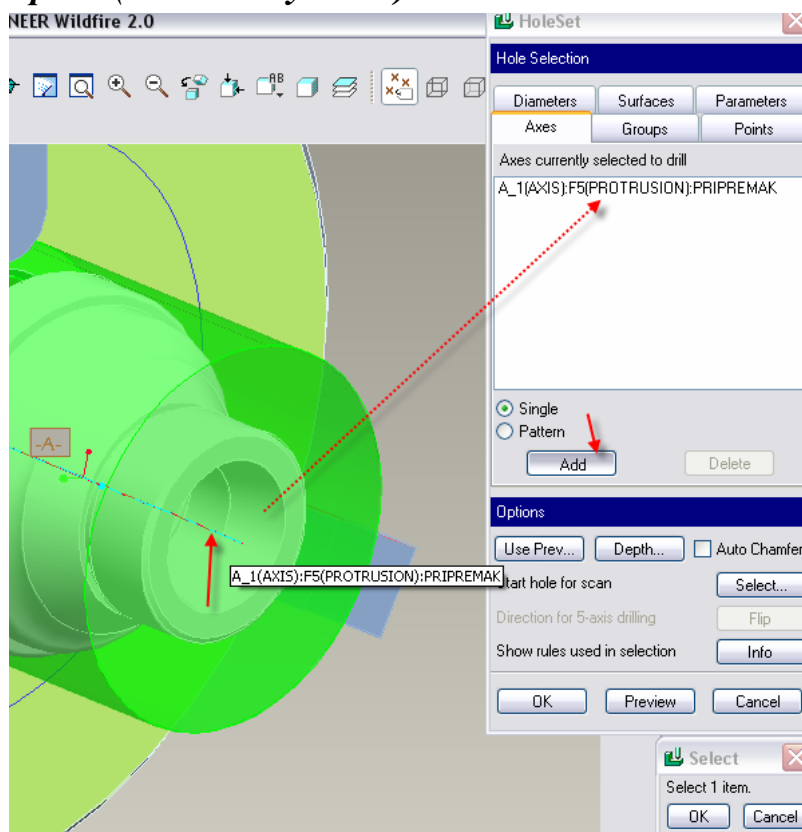 NEER Wildfire 2.0
HoleSet
Hole Selection
Diameters Surfaces Parameters
Axes Groups Points
Axes currently selected to drill
A_1(AXIS):F5(PROTRUSION):PRIPREMAK
Single
Pattern
Add Delete
Options
Use Prev... Depth... Auto Chamfer
Start hole for scan Select...
Direction for 5-axis drilling Flip
Show rules used in selection Info
OK Preview Cancel
AB
-A-
A_1(AXIS):F5(PROTRUSION):PRIPREMAK
Select
Select 1 item.
OK Cancel